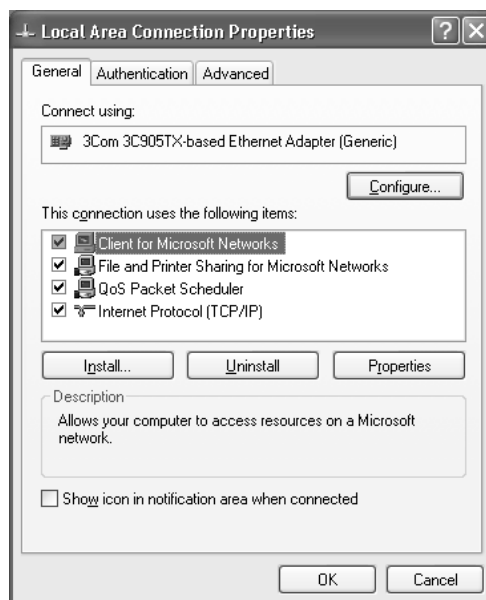 Local Area Connection Properties
General Authentication Advanced
Connect using:
3Com 3C905TX-based Ethernet Adapter (Generic)
Configure...
This connection uses the following items:
Client for Microsoft Networks
File and Printer Sharing for Microsoft Networks
QoS Packet Scheduler
Internet Protocol (TCP/IP)
Install... Uninstall Properties
Description
Allows your computer to access resources on a Microsoft
network.
Show icon in notification area when connected
OK Cancel